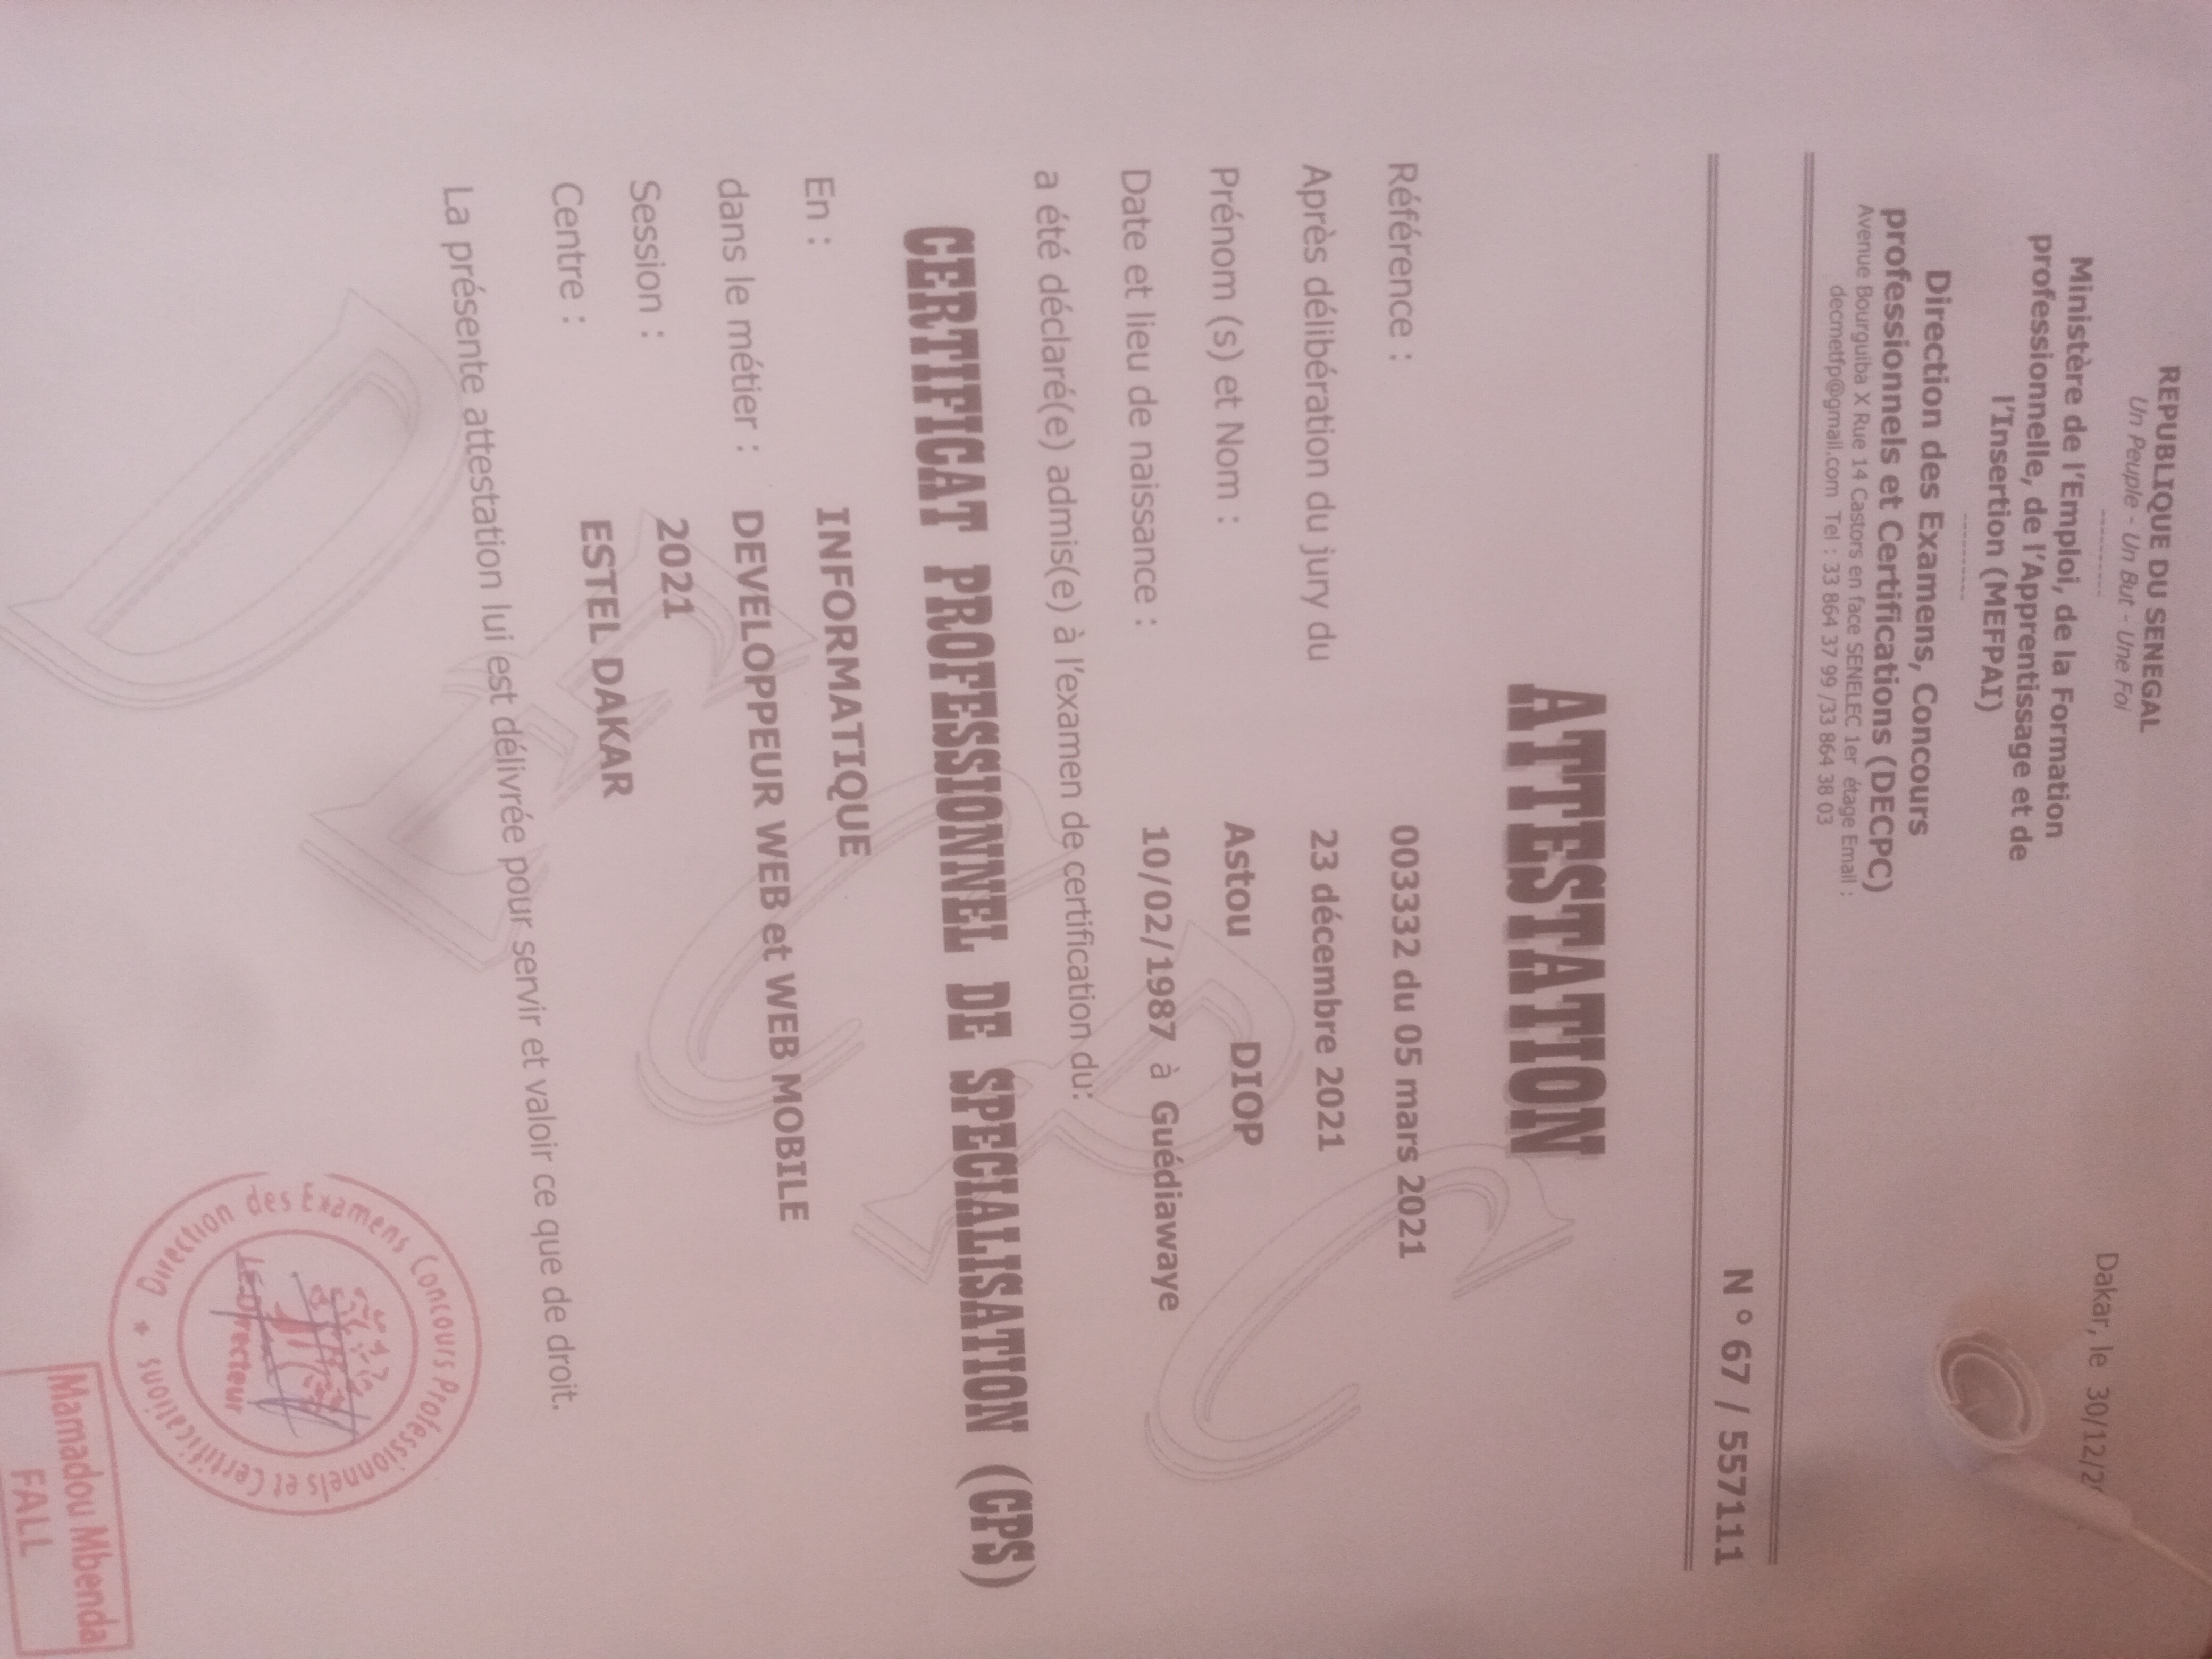 REPUBLIQUE DU SENEGAL
Un Peuple - Un But - Une Foi
----------
Dakar, le 30/12/2
Ministère de l'Emploi, de la Formation
professionnelle, de l'Apprentissage et de
l'Insertion (MEFPAI)
----------
Direction des Examens, Concours
professionnels et Certifications (DECPC)
Avenue Bourguiba X Rue 14 Castors en face SENELEC 1er étage Email :
decmetfp@gmail.com Tel : 33 864 37 99 /33 864 38 03
N ° 67 / 557111
ATTESTATION
Référence : 003332 du 05 mars 2021
Après délibération du jury du 23 décembre 2021
Prénom (s) et Nom : Astou DIOP
Date et lieu de naissance : 10/02/1987 à Guédiawaye
a été déclaré(e) admis(e) à l'examen de certification du:
CERTIFICAT PROFESSIONNEL DE SPECIALISATION (CPS)
En : INFORMATIQUE
dans le métier : DEVELOPPEUR WEB et WEB MOBILE
Session : 2021
Centre : ESTEL DAKAR
La présente attestation lui est délivrée pour servir et valoir ce que de droit.
DECPC
Direction des Examens Concours Professionnels et Certifications *
LE Directeur
Mamadou Mbenda
FALL